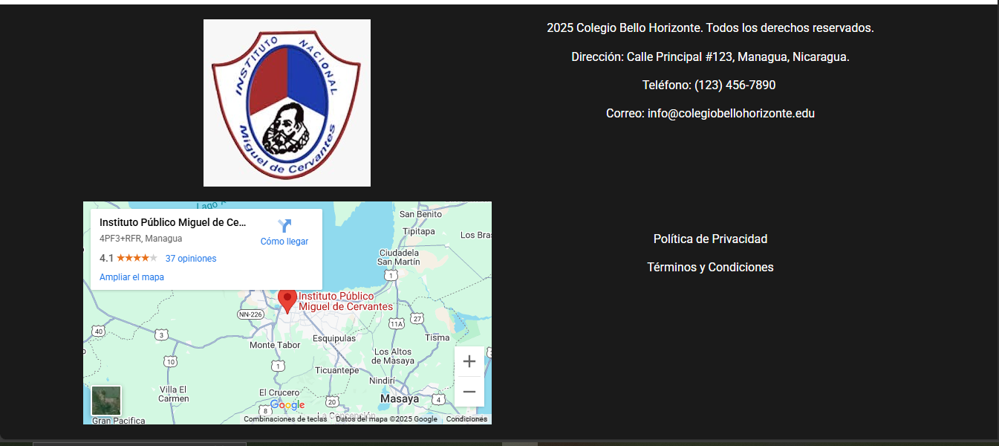 INSTITUTO NACIONAL
Miguel de Cervantes
2025 Colegio Bello Horizonte. Todos los derechos reservados.
Dirección: Calle Principal #123, Managua, Nicaragua.
Teléfono: (123) 456-7890
Correo: info@colegiobellohorizonte.edu
Lago
Instituto Público Miguel de Ce...
4PF3+RFR, Managua
Cómo llegar
4.1
37 opiniones
Ampliar el mapa
San Benito
Tipitapa
Los Bras
Ciudadela
San Martín
1
Instituto Público
Miguel de Cervantes
NN-226
27
11A
40
3
Esquipulas
Tisma
Monte Tabor
Los Altos
de Masaya
10
1
Ticuantepe
Nindirí
Villa El
Carmen
El Crucero
Masaya
20
4
Google
8
La Concepción
Gran Pacifica
Combinaciones de teclas
Datos del mapa ©2025 Google
Condiciones
Política de Privacidad
Términos y Condiciones